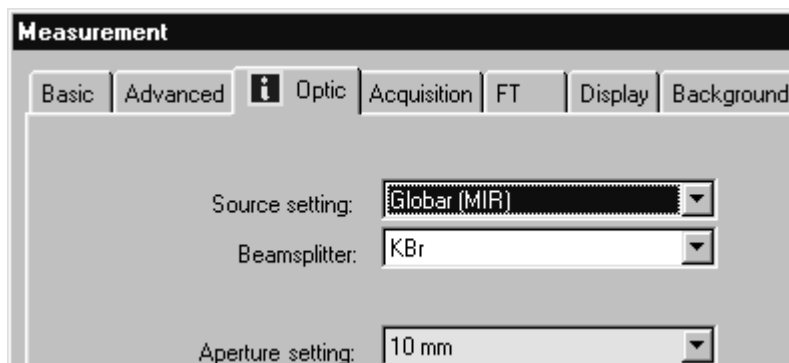 Measurement
Basic Advanced i Optic Acquisition FT Display Background
Source setting: Globar (MIR)
Beamsplitter: KBr
Aperture setting: 10 mm